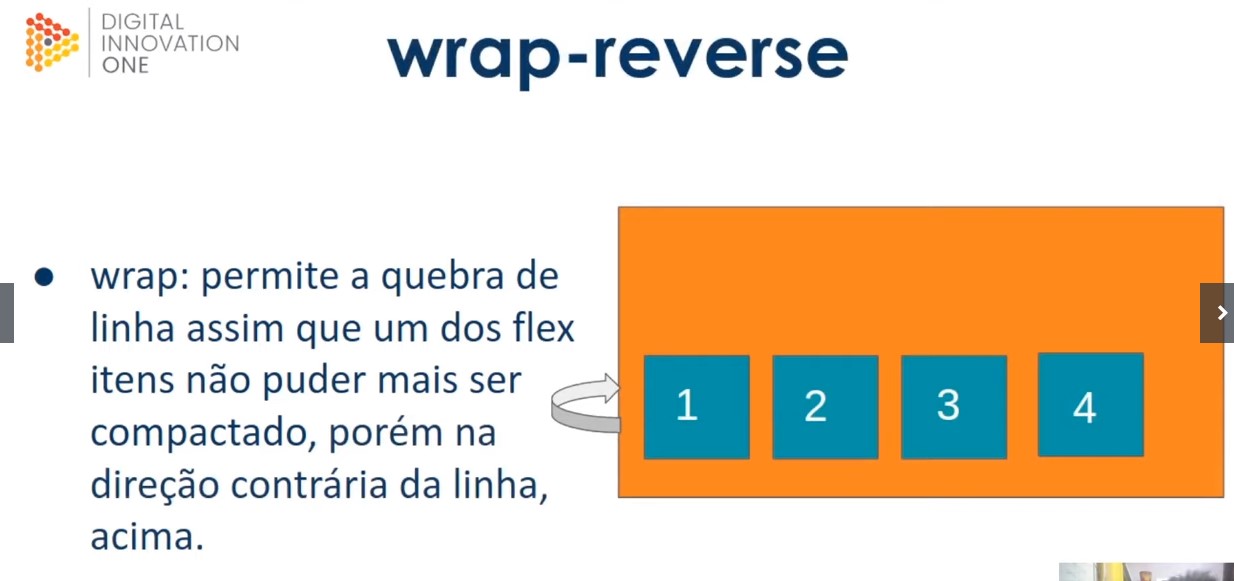 DIGITAL
INNOVATION
ONE
wrap-reverse
● wrap: permite a quebra de
linha assim que um dos flex
itens não puder mais ser
compactado, porém na
direção contrária da linha,
acima.
1 2 3 4